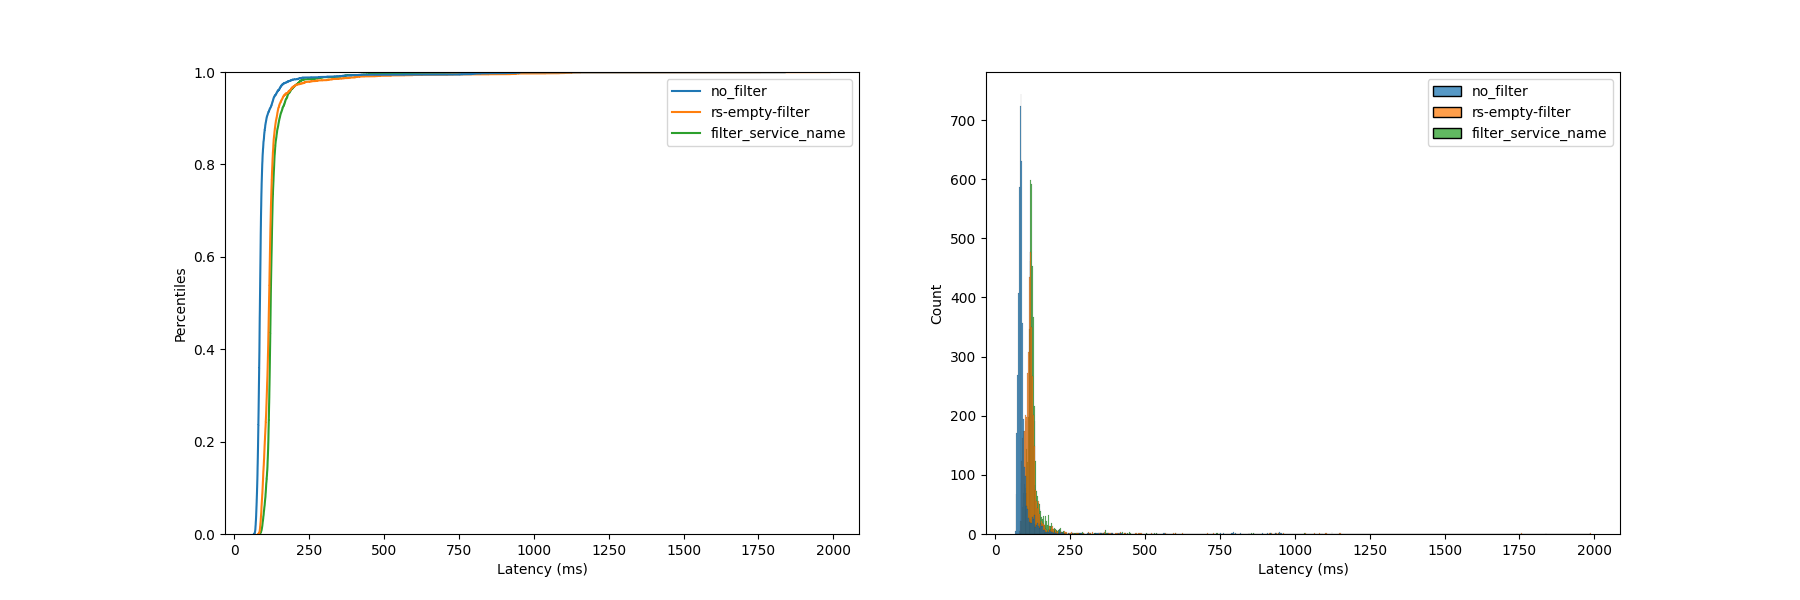 1.0
0.8
0.6
0.4
0.2
0.0
Percentiles
0 250 500 750 1000 1250 1500 1750 2000
Latency (ms)
no_filter
rs-empty-filter
filter_service_name
700
600
500
400
300
200
100
0
Count
0 250 500 750 1000 1250 1500 1750 2000
Latency (ms)
no_filter
rs-empty-filter
filter_service_name